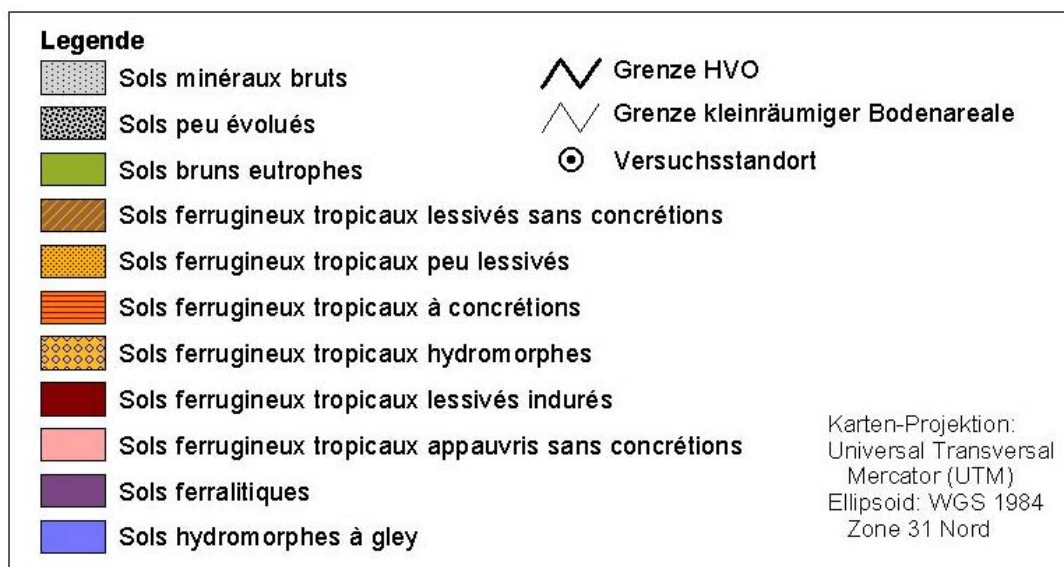 Legende
Sols minéraux bruts
Sols peu évolués
Sols bruns eutrophes
Sols ferrugineux tropicaux lessivés sans concrétions
Sols ferrugineux tropicaux peu lessivés
Sols ferrugineux tropicaux à concrétions
Sols ferrugineux tropicaux hydromorphes
Sols ferrugineux tropicaux lessivés indurés
Sols ferrugineux tropicaux appauvris sans concrétions
Sols ferralitiques
Sols hydromorphes à gley
Grenze HVO
Grenze kleinräumiger Bodenareale
Versuchsstandort
Karten-Projektion:
Universal Transversal
Mercator (UTM)
Ellipsoid: WGS 1984
Zone 31 Nord